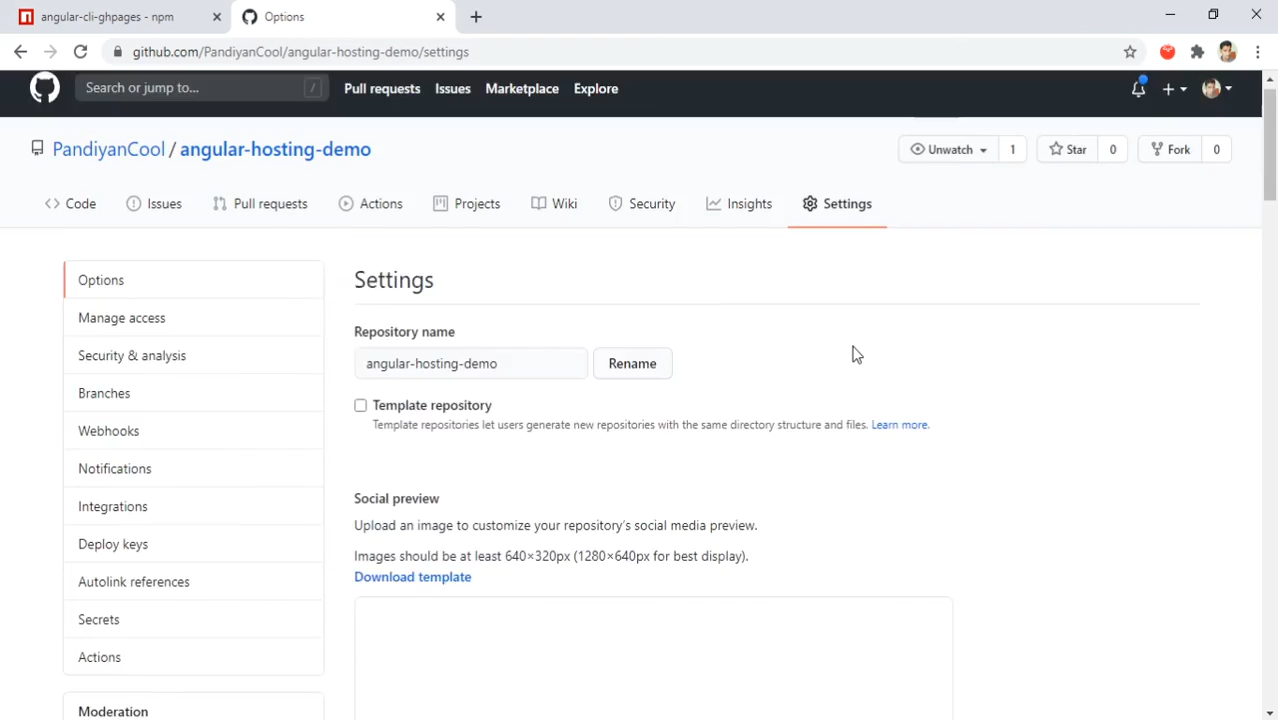 angular-cli-ghpages - npm
Options
github.com/PandiyanCool/angular-hosting-demo/settings
Search or jump to... /
Pull requests Issues Marketplace Explore
PandiyanCool / angular-hosting-demo
Unwatch 1 Star 0 Fork 0
Code Issues Pull requests Actions Projects Wiki Security Insights Settings
Options
Manage access
Security & analysis
Branches
Webhooks
Notifications
Integrations
Deploy keys
Autolink references
Secrets
Actions
Moderation
Settings
Repository name
angular-hosting-demo Rename
Template repository
Template repositories let users generate new repositories with the same directory structure and files. Learn more.
Social preview
Upload an image to customize your repository's social media preview.
Images should be at least 640×320px (1280×640px for best display).
Download template